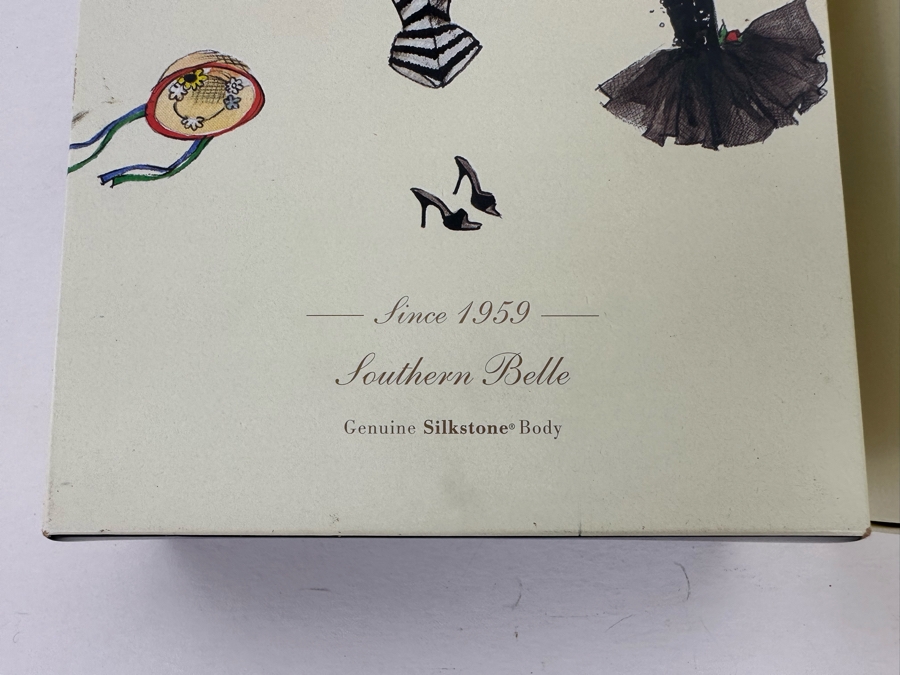 Since 1959
Southern Belle
Genuine Silkstone® Body